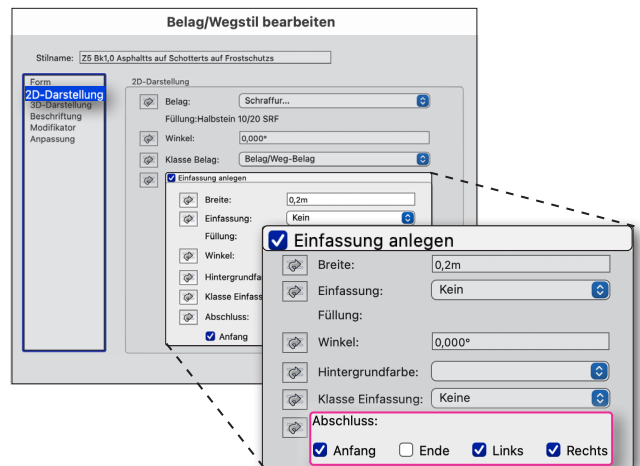 Belag/Wegstil bearbeiten
Stilname: Z5 Bk1,0 Asphaltts auf Schotterts auf Frostschutzs
Form
2D-Darstellung
3D-Darstellung
Beschriftung
Modifikator
Anpassung
2D-Darstellung
Belag: Schraffur...
Füllung:Halbstein 10/20 SRF
Winkel: 0,000°
Klasse Belag: Belag/Weg-Belag
Einfassung anlegen
Breite: 0,2m
Einfassung: Kein
Füllung:
Winkel:
Hintergrundfa
Klasse Einfass
Abschluss:
Anfang
Einfassung anlegen
Breite: 0,2m
Einfassung: Kein
Füllung:
Winkel: 0,000°
Hintergrundfarbe:
Klasse Einfassung: Keine
Abschluss:
Anfang Ende Links Rechts